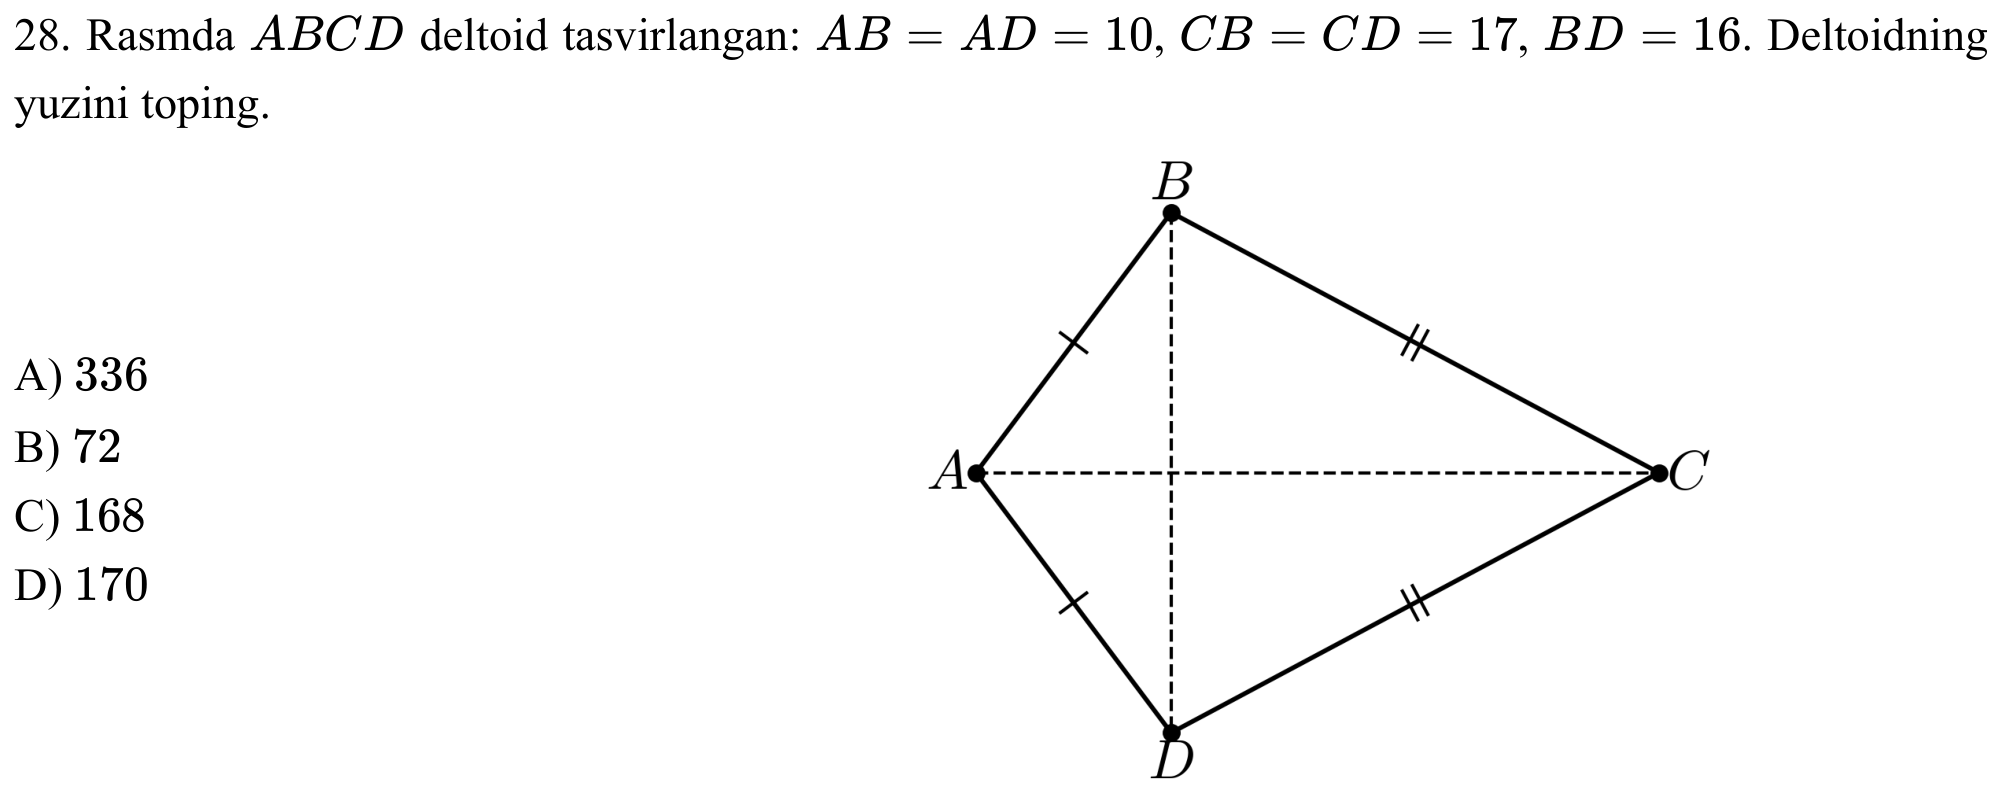 28. Rasmda ABCD deltoid tasvirlangan: AB = AD = 10, CB = CD = 17, BD = 16. Deltoidning
yuzini toping.
B
A) 336
B) 72
A
C
C) 168
D) 170
D